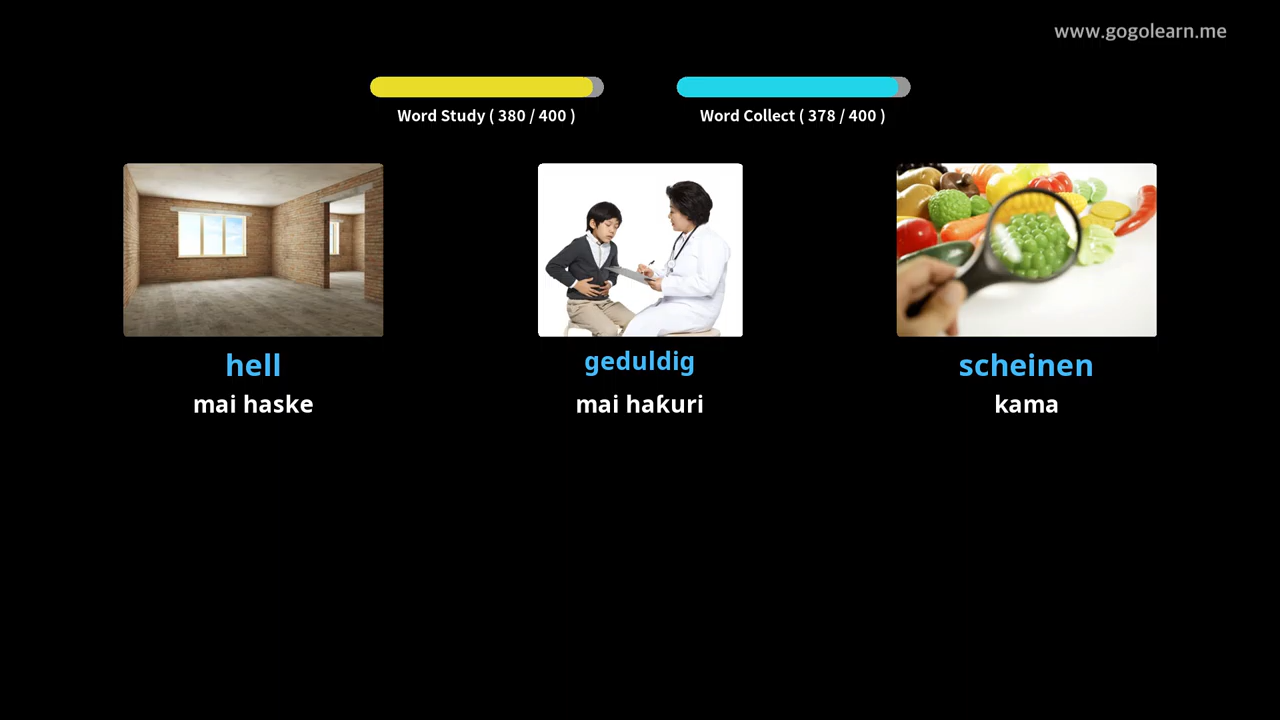 www.gogolearn.me
Word Study ( 380 / 400 )
Word Collect ( 378 / 400 )
hell
geduldig
scheinen
mai haske
mai haƙuri
kama